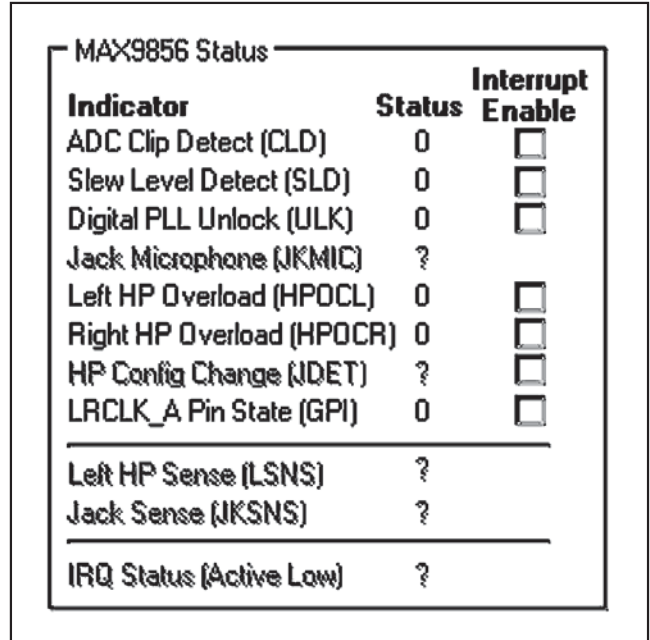 MAX9856 Status
Indicator Status Interrupt Enable
ADC Clip Detect (CLD) 0
Slew Level Detect (SLD) 0
Digital PLL Unlock (ULK) 0
Jack Microphone (JKMIC) ?
Left HP Overload (HPOCL) 0
Right HP Overload (HPOCR) 0
HP Config Change (JDET) ?
LRCLK_A Pin State (GPI) 0
Left HP Sense (LSNS) ?
Jack Sense (JKSNS) ?
IRQ Status (Active Low) ?